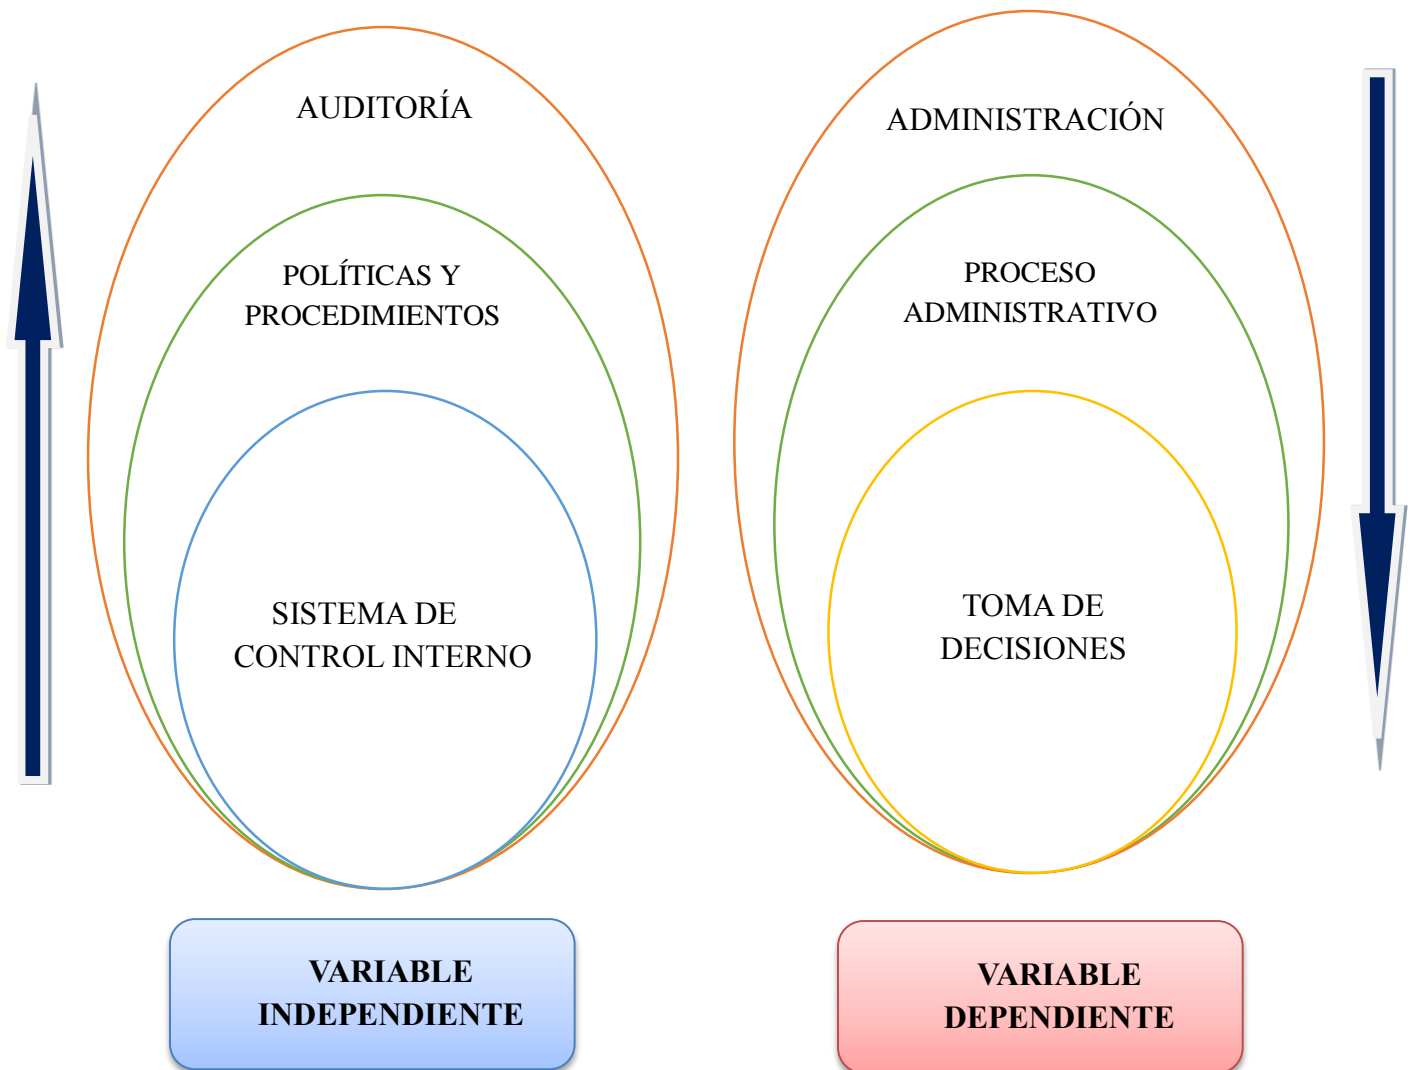 AUDITORÍA
POLÍTICAS Y
PROCEDIMIENTOS
SISTEMA DE
CONTROL INTERNO
VARIABLE
INDEPENDIENTE
ADMINISTRACIÓN
PROCESO
ADMINISTRATIVO
TOMA DE
DECISIONES
VARIABLE
DEPENDIENTE